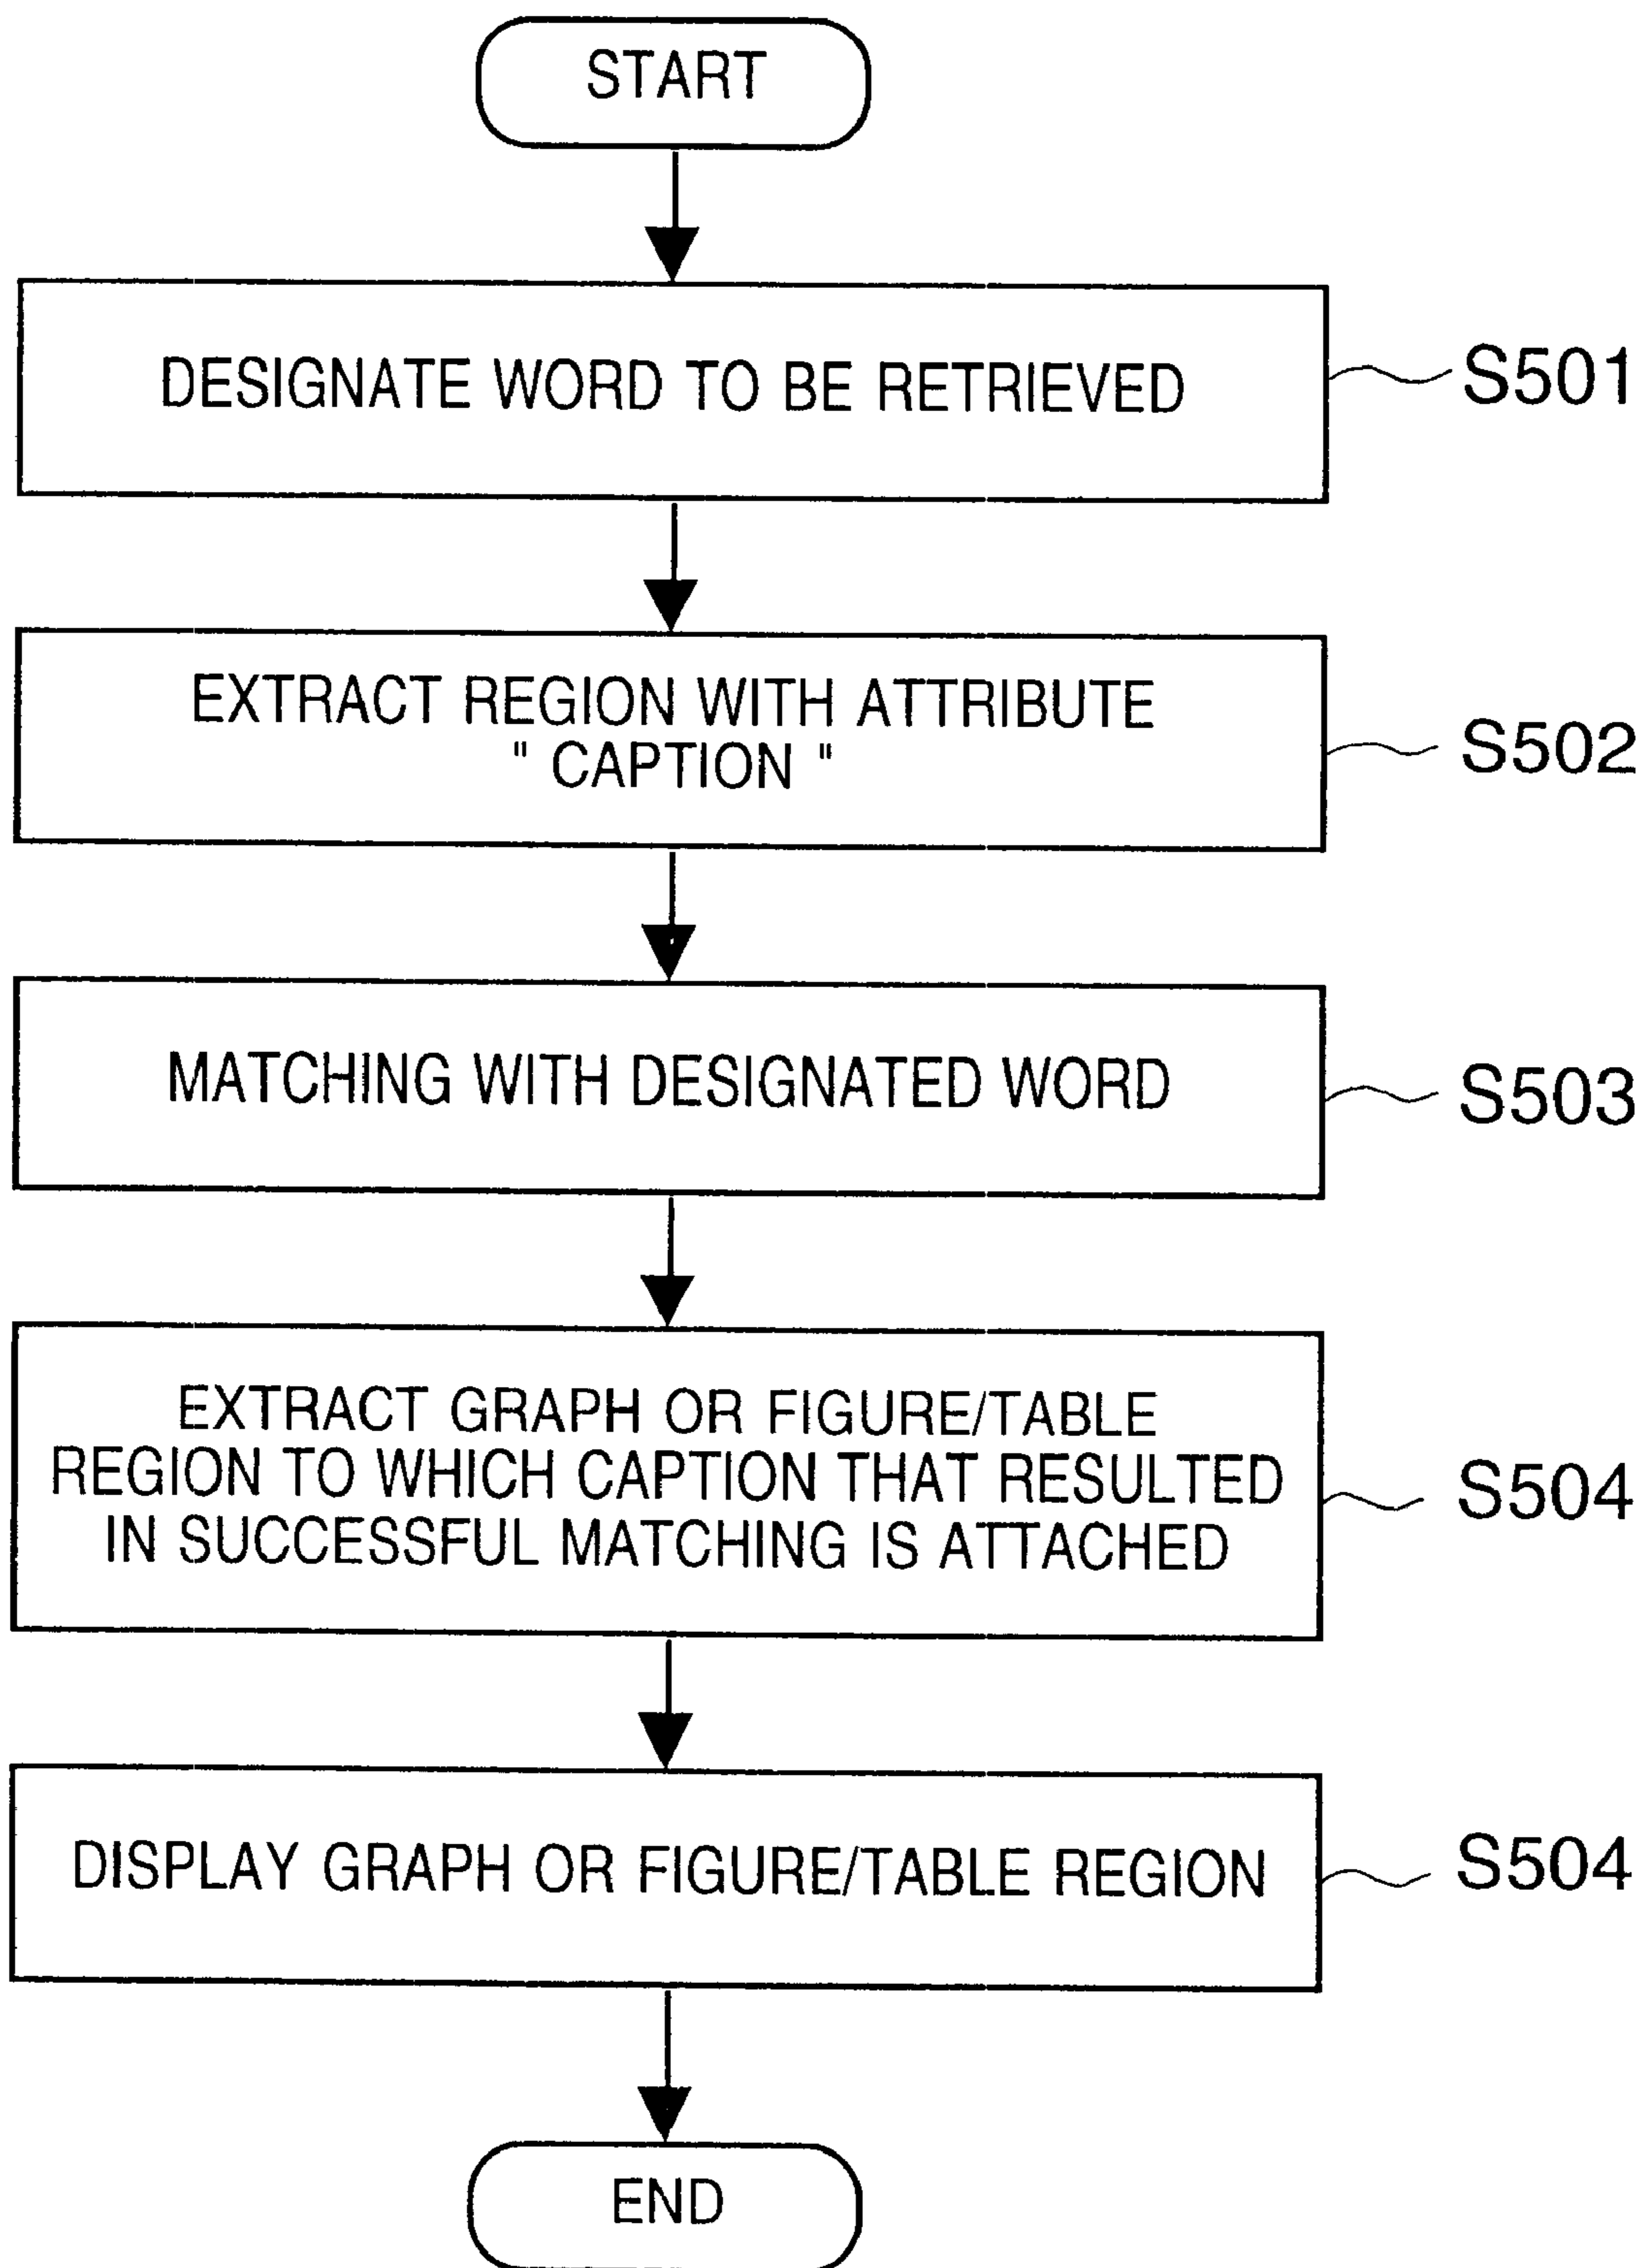 START
DESIGNATE WORD TO BE RETRIEVED
S501
EXTRACT REGION WITH ATTRIBUTE
" CAPTION "
S502
MATCHING WITH DESIGNATED WORD
S503
EXTRACT GRAPH OR FIGURE/TABLE
REGION TO WHICH CAPTION THAT RESULTED
IN SUCCESSFUL MATCHING IS ATTACHED
S504
DISPLAY GRAPH OR FIGURE/TABLE REGION
S504
END